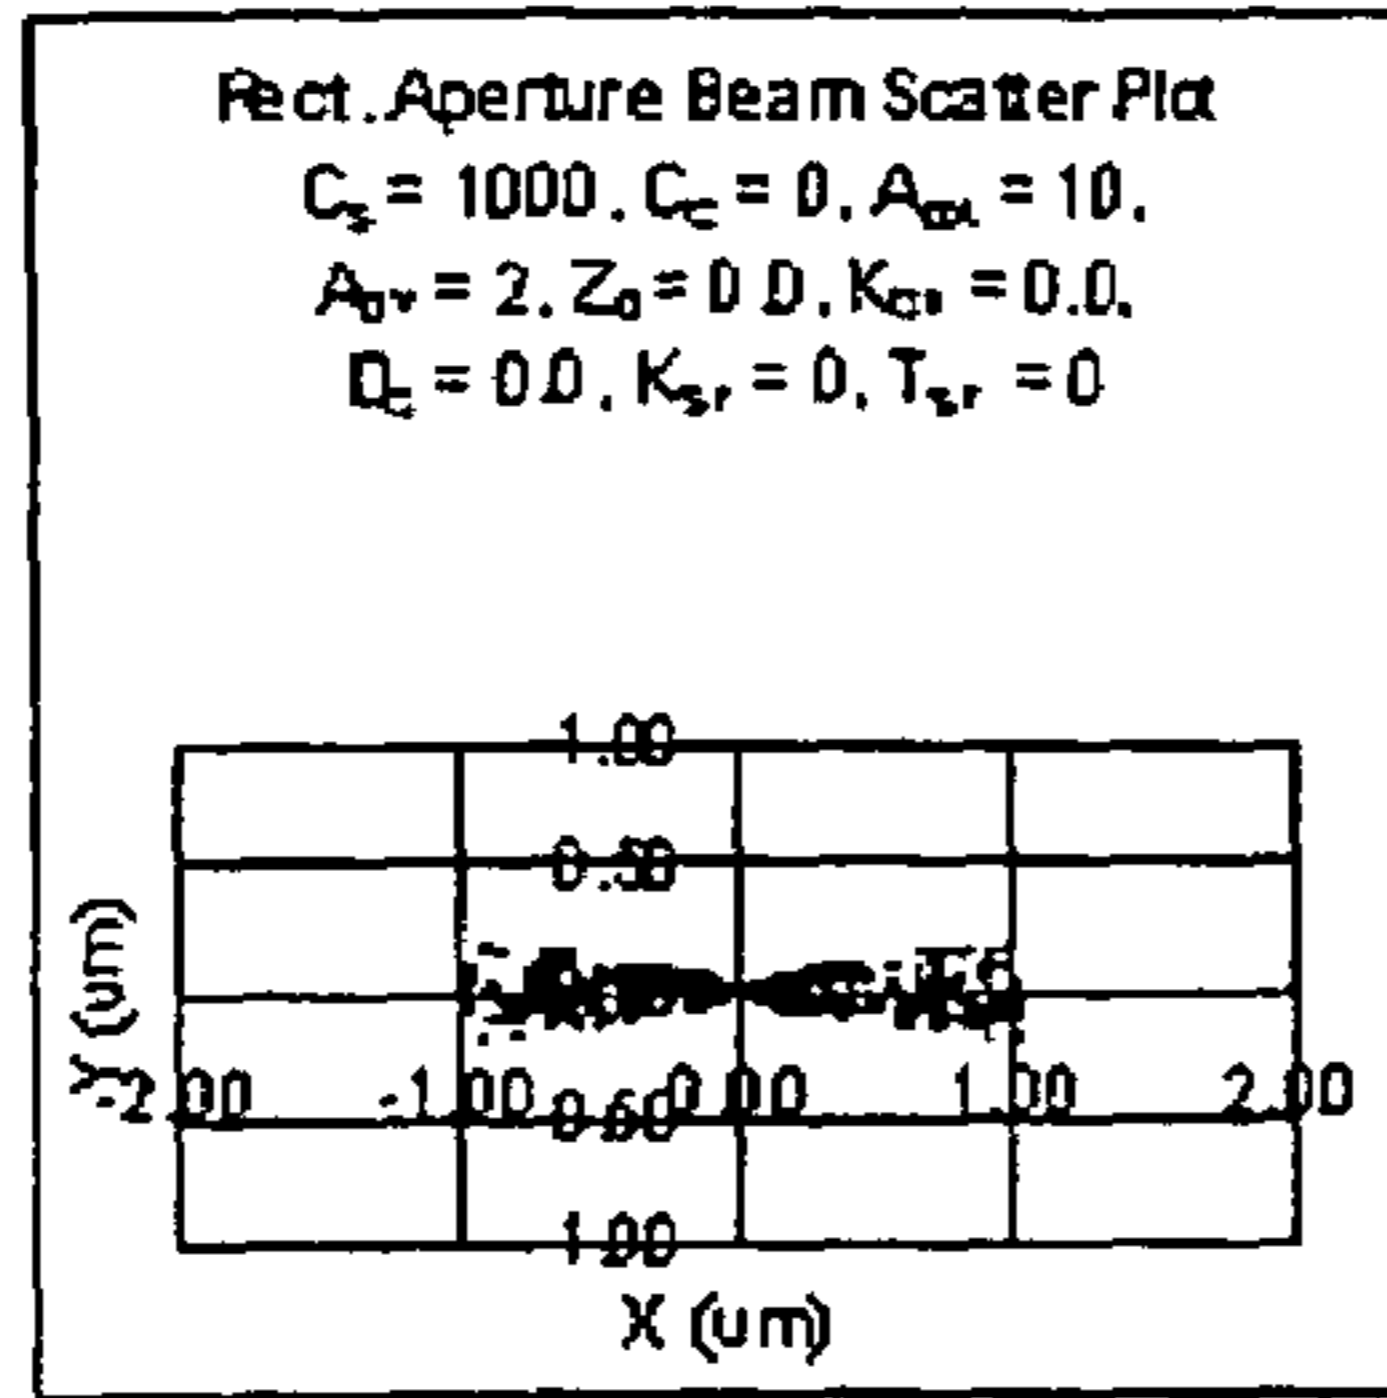 Rect. Aperture Beam Scatter Plot
= 1000, = 0, = 10,
= 2, = 0.0, = 0.0,
= 0.0, = 0, = 0
1.00
0.50
Y (um)
-2.00 -1.00 0.00 1.00 2.00
1.00
X (um)